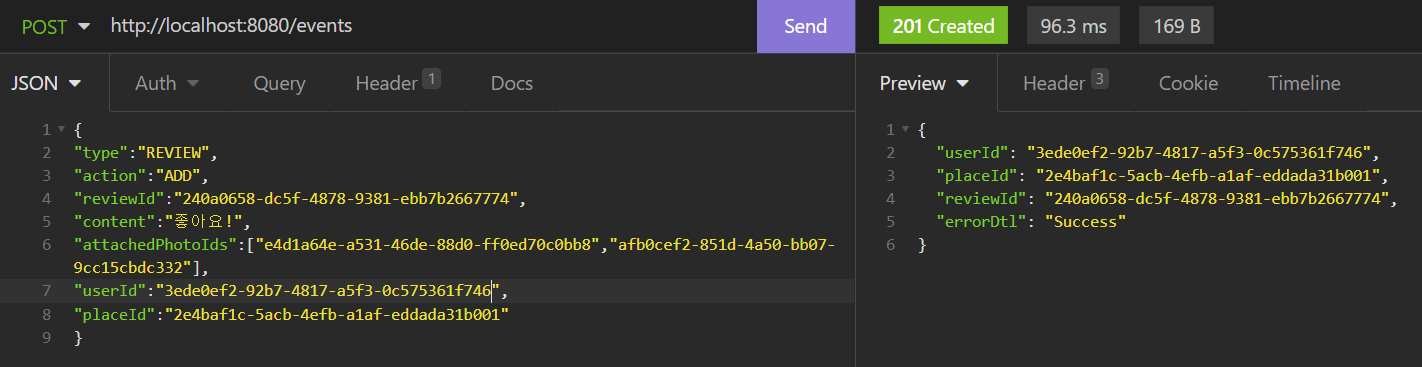 POST http://localhost:8080/events Send
JSON Auth Query Header 1 Docs
1 {
2 "type":"REVIEW",
3 "action":"ADD",
4 "reviewId":"240a0658-dc5f-4878-9381-ebb7b2667774",
5 "content":"좋아요!",
6 "attachedPhotoIds":["e4d1a64e-a531-46de-88d0-ff0ed70c0bb8","afb0cef2-851d-4a50-bb07-
9cc15cbdc332"],
7 "userId":"3ede0ef2-92b7-4817-a5f3-0c575361f746",
8 "placeId":"2e4baf1c-5acb-4efb-a1af-eddada31b001"
9 }
201 Created 96.3 ms 169 B
Preview Header 3 Cookie Timeline
1 {
2 "userId": "3ede0ef2-92b7-4817-a5f3-0c575361f746",
3 "placeId": "2e4baf1c-5acb-4efb-a1af-eddada31b001",
4 "reviewId": "240a0658-dc5f-4878-9381-ebb7b2667774",
5 "errorDtl": "Success"
6 }